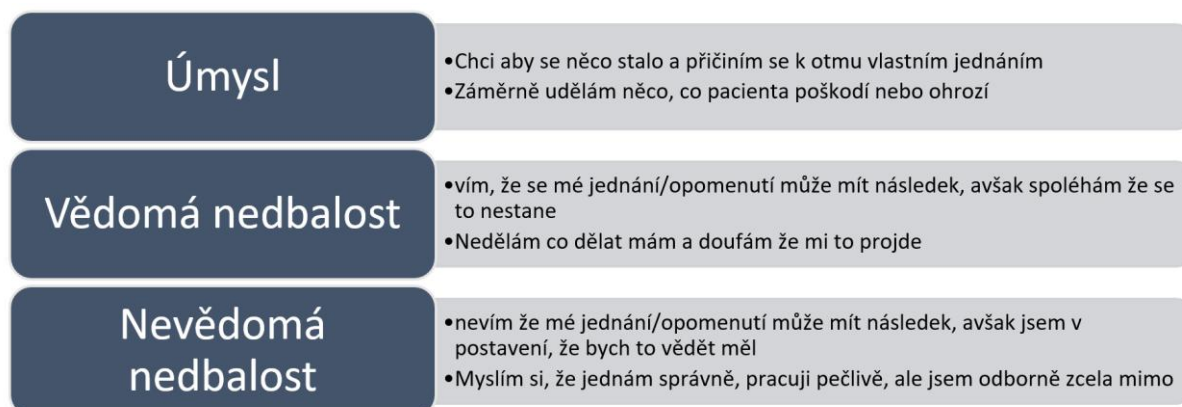 Úmysl
•Chci aby se něco stalo a přičiním se k otmu vlastním jednáním
•Záměrně udělám něco, co pacienta poškodí nebo ohrozí
Vědomá nedbalost
•vím, že se mé jednání/opomenutí může mít následek, avšak spoléhám že se
to nestane
•Nedělám co dělat mám a doufám že mi to projde
Nevědomá
nedbalost
•nevím že mé jednání/opomenutí může mít následek, avšak jsem v
postavení, že bych to vědět měl
•Myslím si, že jednám správně, pracuji pečlivě, ale jsem odborně zcela mimo